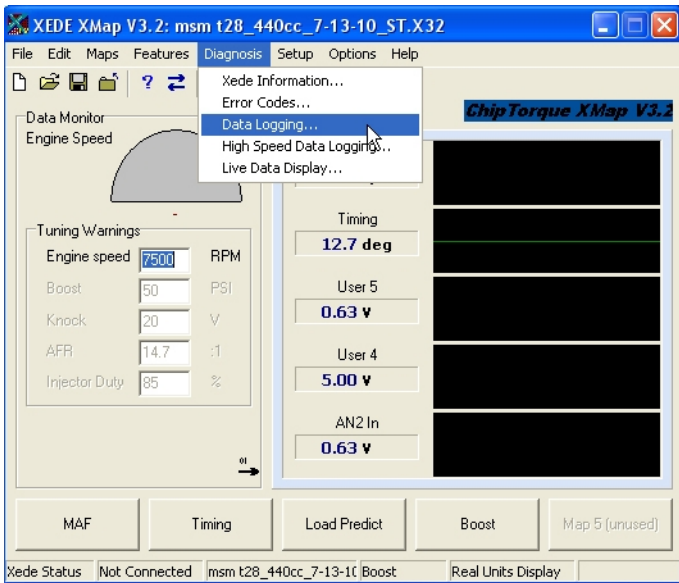 XEDE XMap V3.2: msm t28_440cc_7-13-10_ST.X32
File Edit Maps Features Diagnosis Setup Options Help
Xede Information...
Error Codes...
Data Logging...
High Speed Data Logging...
Live Data Display...
ChipTorque XMap V3.2
Data Monitor
Engine Speed
-
Tuning Warnings
Engine speed 7500 RPM
Boost 50 PSI
Knock 20 V
AFR 14.7 :1
Injector Duty 85 %
01
Timing
12.7 deg
User 5
0.63 V
User 4
5.00 V
AN2 In
0.63 V
MAF Timing Load Predict Boost Map 5 (unused)
Xede Status Not Connected msm t28_440cc_7-13-1( Boost Real Units Display